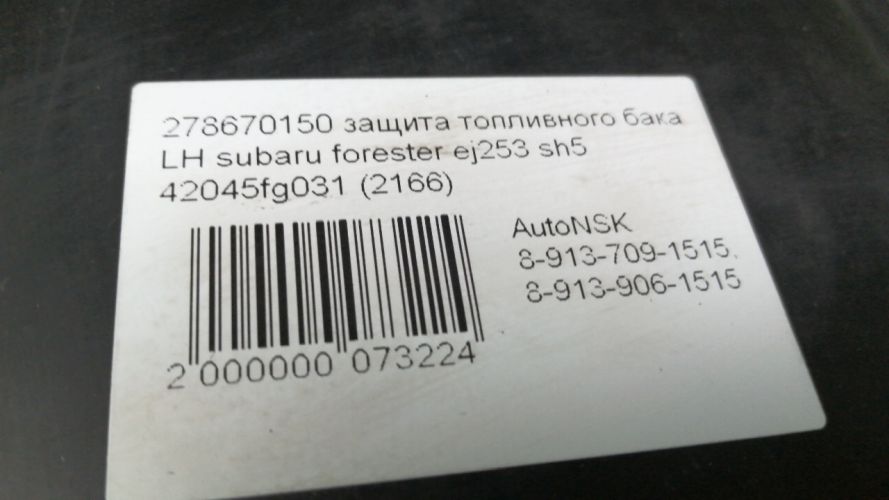 278670150 защита топливного бака
LH subaru forester ej253 sh5
42045fg031 (2166)
AutoNSK
8-913-709-1515,
8-913-906-1515
2 000000 073224